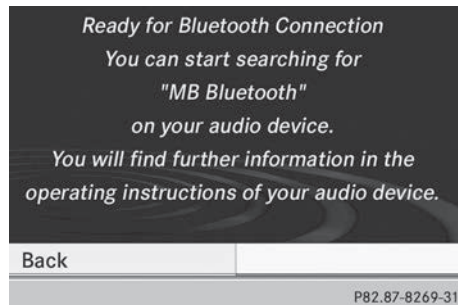 Ready for Bluetooth Connection
You can start searching for
"MB Bluetooth"
on your audio device.
You will find further information in the
operating instructions of your audio device.
Back
P82.87-8269-31